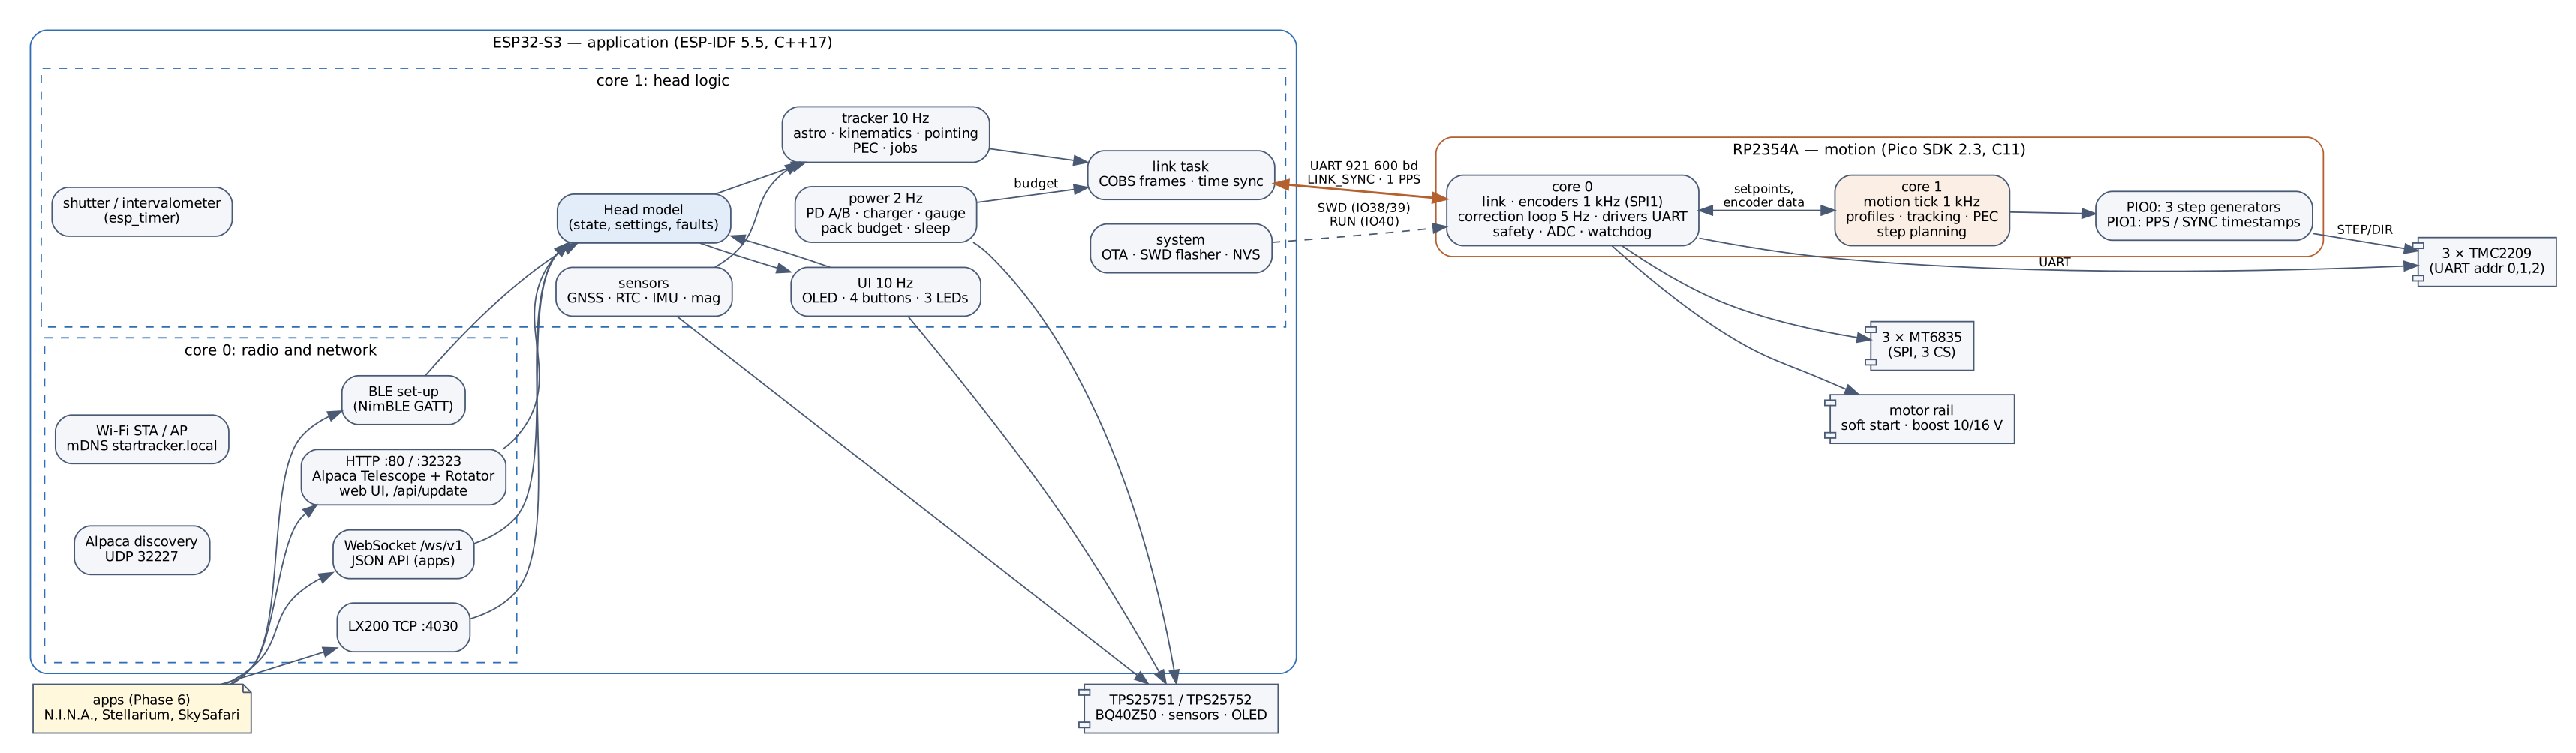 ESP32-S3 — application (ESP-IDF 5.5, C++17)
core 1: head logic
shutter / intervalometer
(esp_timer)
Head model
(state, settings, faults)
sensors
GNSS · RTC · IMU · mag
tracker 10 Hz
astro · kinematics · pointing
PEC · jobs
power 2 Hz
PD A/B · charger · gauge
pack budget · sleep
UI 10 Hz
OLED · 4 buttons · 3 LEDs
budget
link task
COBS frames · time sync
system
OTA · SWD flasher · NVS
core 0: radio and network
Wi-Fi STA / AP
mDNS startracker.local
Alpaca discovery
UDP 32227
BLE set-up
(NimBLE GATT)
HTTP :80 / :32323
Alpaca Telescope + Rotator
web UI, /api/update
WebSocket /ws/v1
JSON API (apps)
LX200 TCP :4030
apps (Phase 6)
N.I.N.A., Stellarium, SkySafari
TPS25751 / TPS25752
BQ40Z50 · sensors · OLED
UART 921 600 bd
LINK_SYNC · 1 PPS
SWD (IO38/39)
RUN (IO40)
RP2354A — motion (Pico SDK 2.3, C11)
core 0
link · encoders 1 kHz (SPI1)
correction loop 5 Hz · drivers UART
safety · ADC · watchdog
setpoints,
encoder data
core 1
motion tick 1 kHz
profiles · tracking · PEC
step planning
PIO0: 3 step generators
PIO1: PPS / SYNC timestamps
STEP/DIR
UART
3 × TMC2209
(UART addr 0,1,2)
3 × MT6835
(SPI, 3 CS)
motor rail
soft start · boost 10/16 V